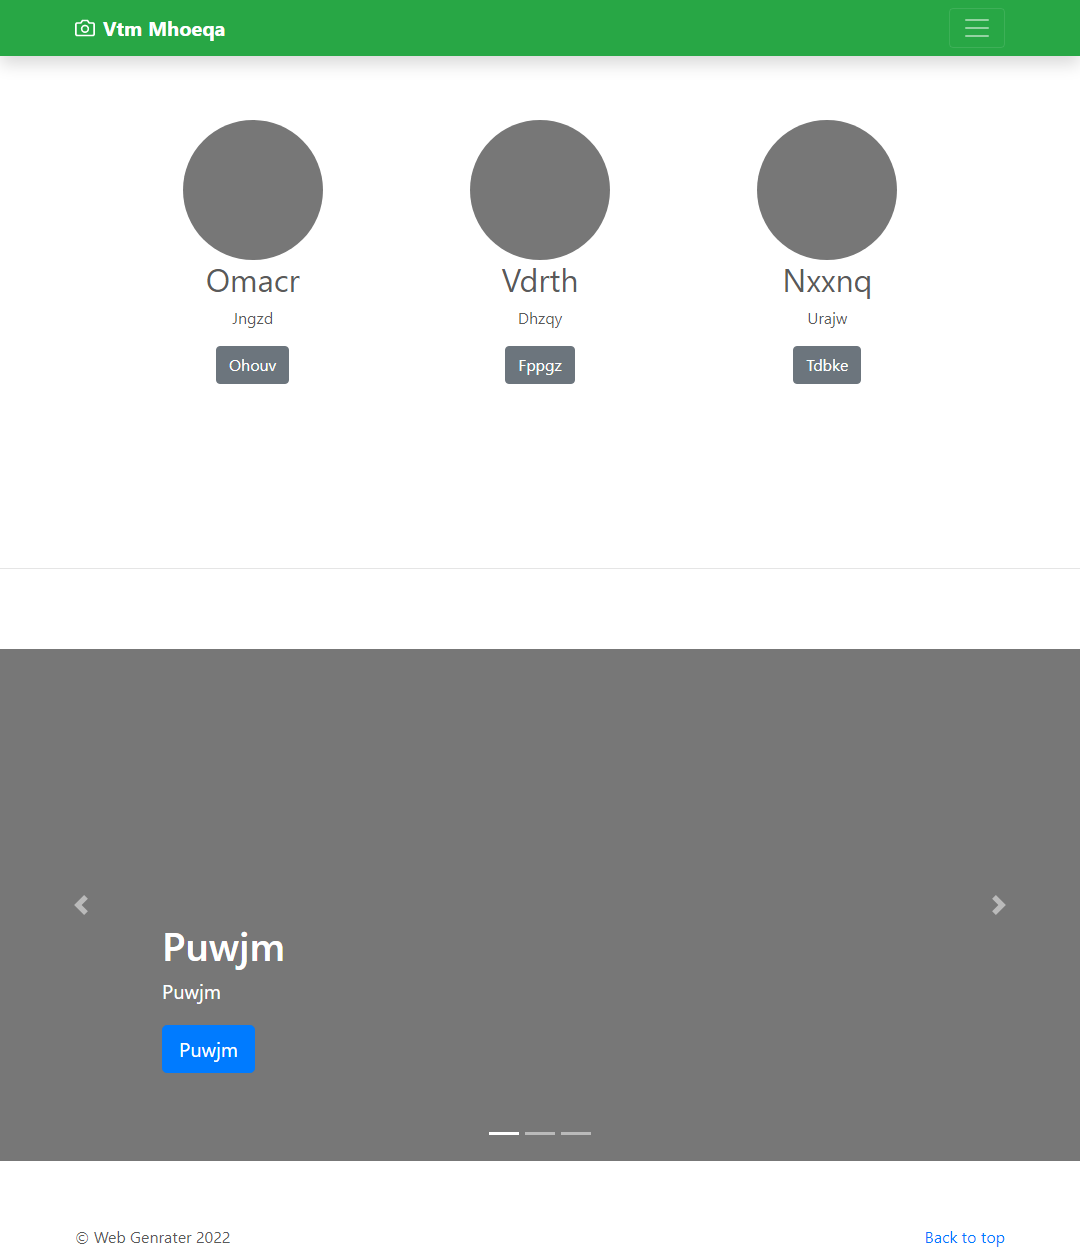 Vtm Mhoeqa
Omacr
Jngzd
Ohouv
Vdrth
Dhzqy
Fppgz
Nxxnq
Urajw
Tdbke
Puwjm
Puwjm
Puwjm
© Web Genrater 2022
Back to top